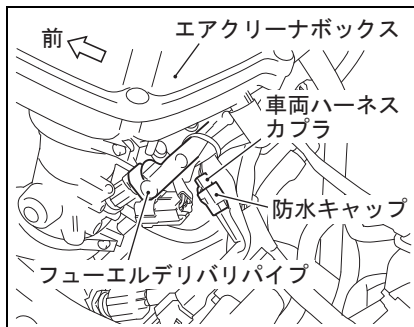 前
エアクリーナボックス
車両ハーネス
カプラ
防水キャップ
フューエルデリバリパイプ